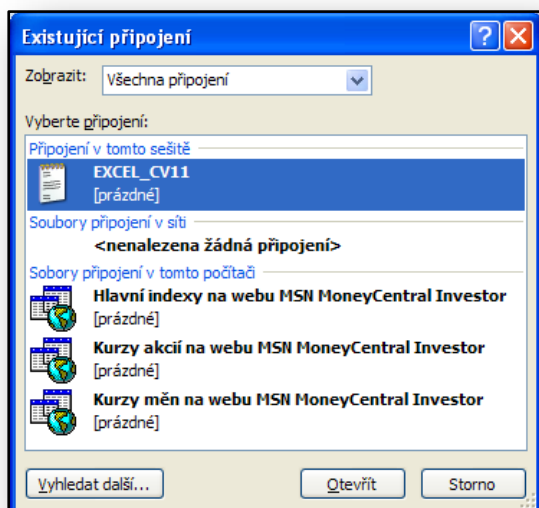 Existující připojení
Zobrazit: Všechna připojení
Vyberte připojení:
Připojení v tomto sešitě
EXCEL_CV11
[prázdné]
Soubory připojení v síti
<nenalezena žádná připojení>
Sobory připojení v tomto počítači
Hlavní indexy na webu MSN MoneyCentral Investor
[prázdné]
Kurzy akcií na webu MSN MoneyCentral Investor
[prázdné]
Kurzy měn na webu MSN MoneyCentral Investor
[prázdné]
Vyhledat další... Otevřít Storno